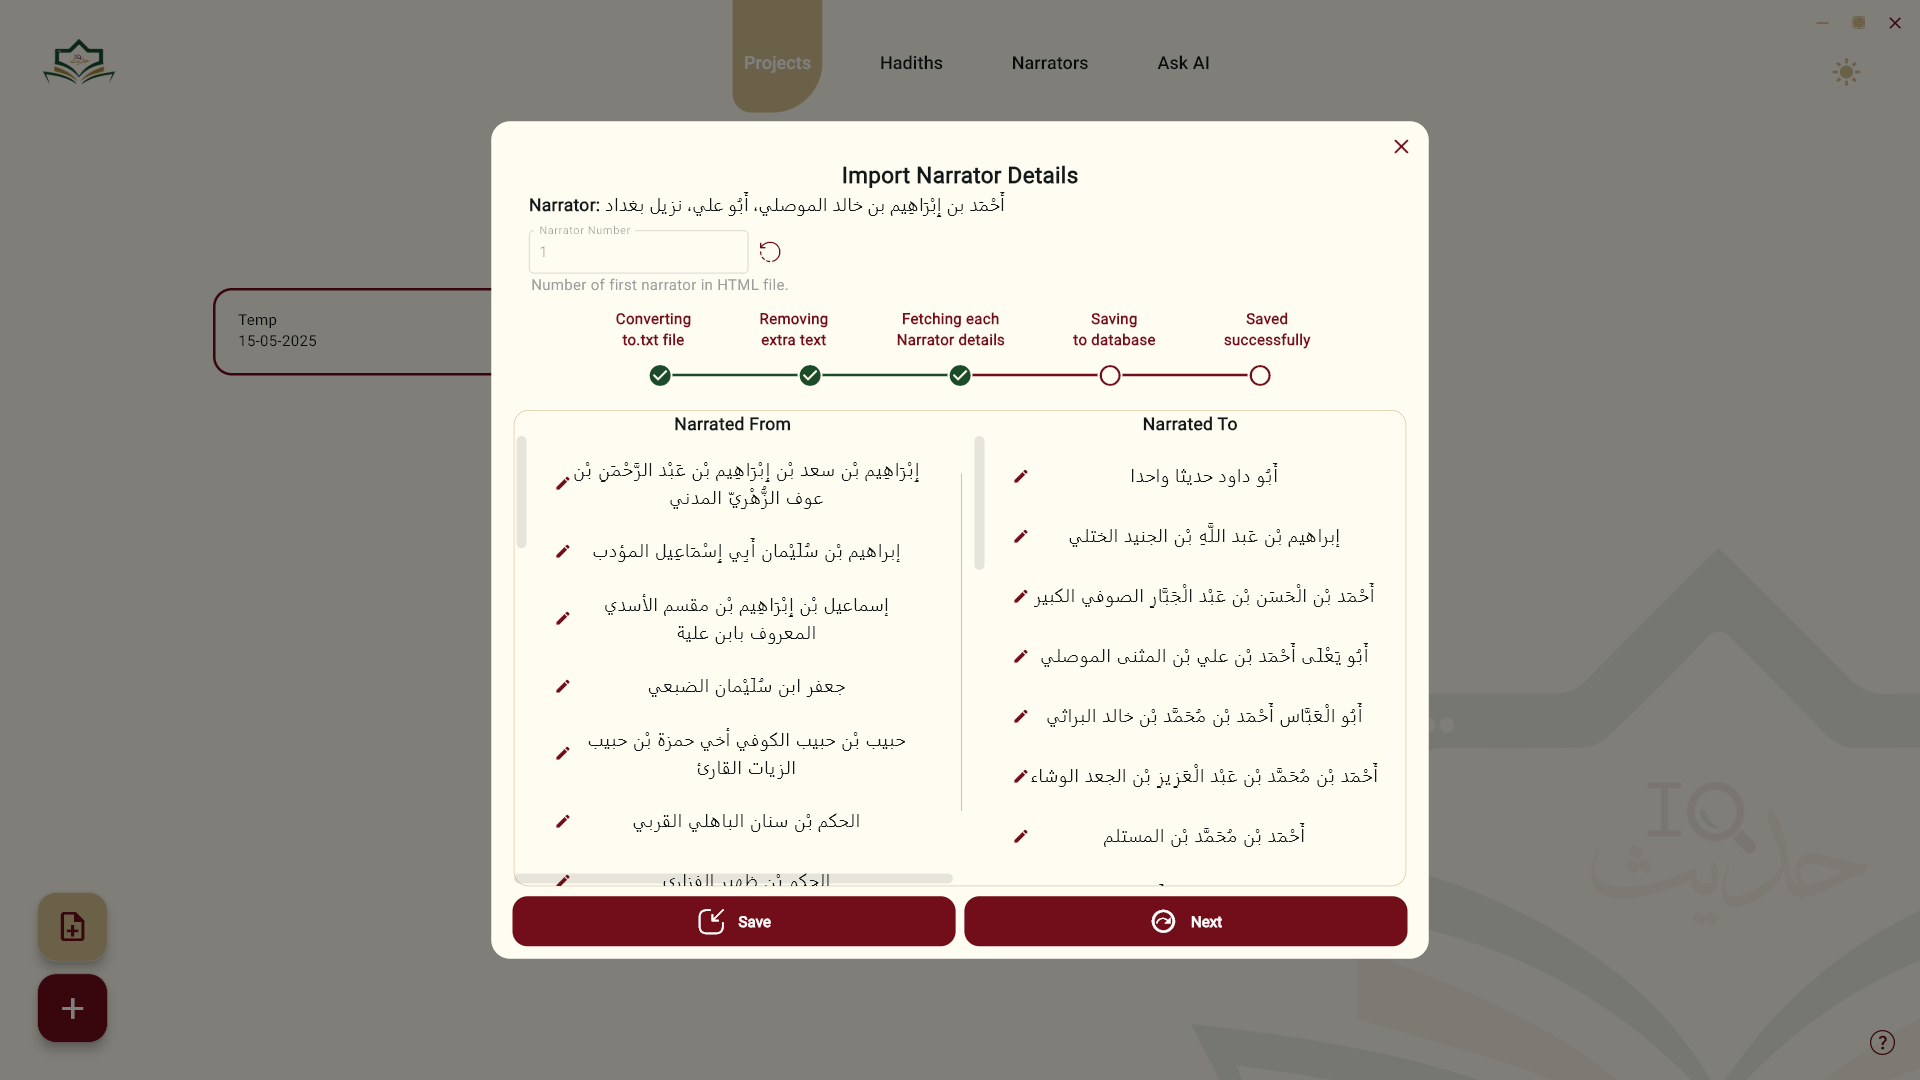 Projects
Hadiths
Narrators
Ask AI
Temp
15-05-2025
Import Narrator Details
Narrator: أَحْمَد بن إِبْرَاهِيم بن خالد الموصلي، أَبُو علي، نزيل بغداد
Narrator Number
1
Number of first narrator in HTML file.
Converting
to.txt file
Removing
extra text
Fetching each
Narrator details
Saving
to database
Saved
successfully
Narrated From
إِبْرَاهِيم بْن سعد بْن إِبْرَاهِيم بْن عَبْد الرَّحْمَنِ بْن
عوف الزُّهْرِيّ المدني
إبراهيم بْن سُلَيْمان أَبِي إِسْمَاعِيل المؤدب
إسماعيل بْن إِبْرَاهِيم بْن مقسم الأسدي
المعروف بابن علية
جعفر ابن سُلَيْمان الضبعي
حبيب بْن حبيب الكوفي أخي حمزة بْن حبيب
الزيات القارئ
الحكم بْن سنان الباهلي القربي
الحكم بْن ظهير الفزاري
Narrated To
أَبُو داود حديثا واحدا
إبراهيم بْن عَبد اللَّهِ بْن الجنيد الختلي
أَحْمَد بْن الْحَسَن بْن عَبْد الْجَبَّارِ الصوفي الكبير
أَبُو يَعْلَى أَحْمَد بْن علي بْن المثنى الموصلي
أَبُو الْعَبَّاس أَحْمَد بْن مُحَمَّد بْن خالد البراثي
أَحْمَد بْن مُحَمَّد بْن عَبْد الْعَزِيزِ بْن الجعد الوشاء
أَحْمَد بْن مُحَمَّد بْن المستلم
Save
Next
IQ
حديث
?